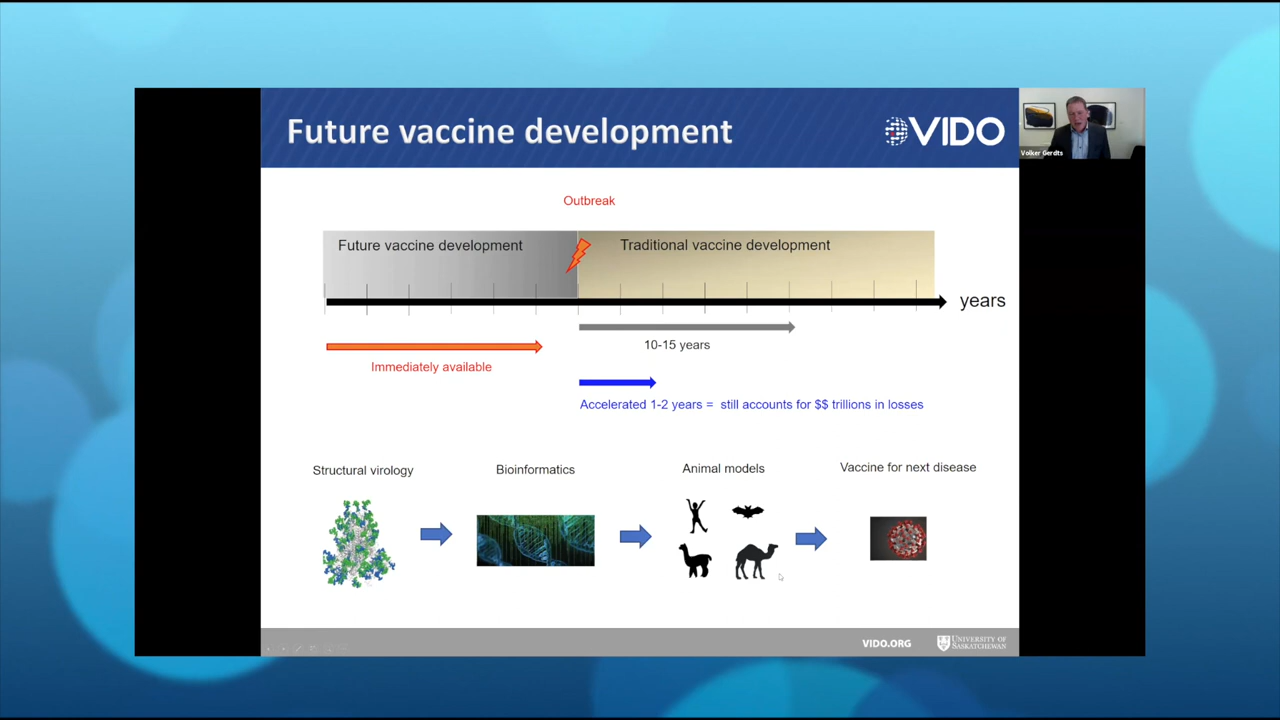 Future vaccine development
VIDO
Volker Gerdts
Outbreak
Future vaccine development
Traditional vaccine development
years
10-15 years
Immediately available
Accelerated 1-2 years = still accounts for $$ trillions in losses
Structural virology
Bioinformatics
Animal models
Vaccine for next disease
VIDO.ORG
UNIVERSITY OF
SASKATCHEWAN